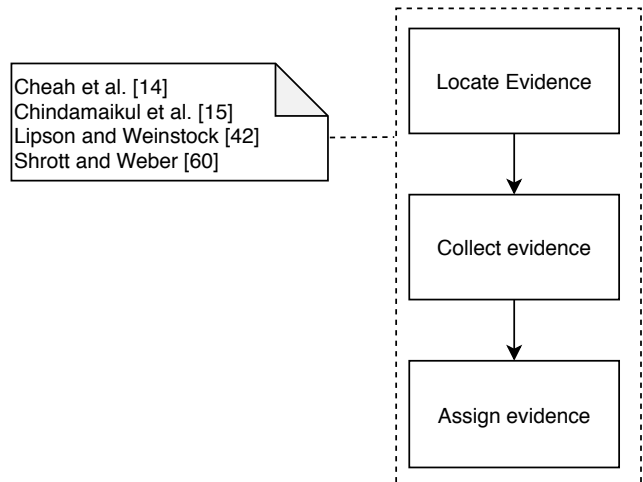 Cheah et al. [14]
Chindamaikul et al. [15]
Lipson and Weinstock [42]
Shrott and Weber [60]
Locate Evidence
Collect evidence
Assign evidence